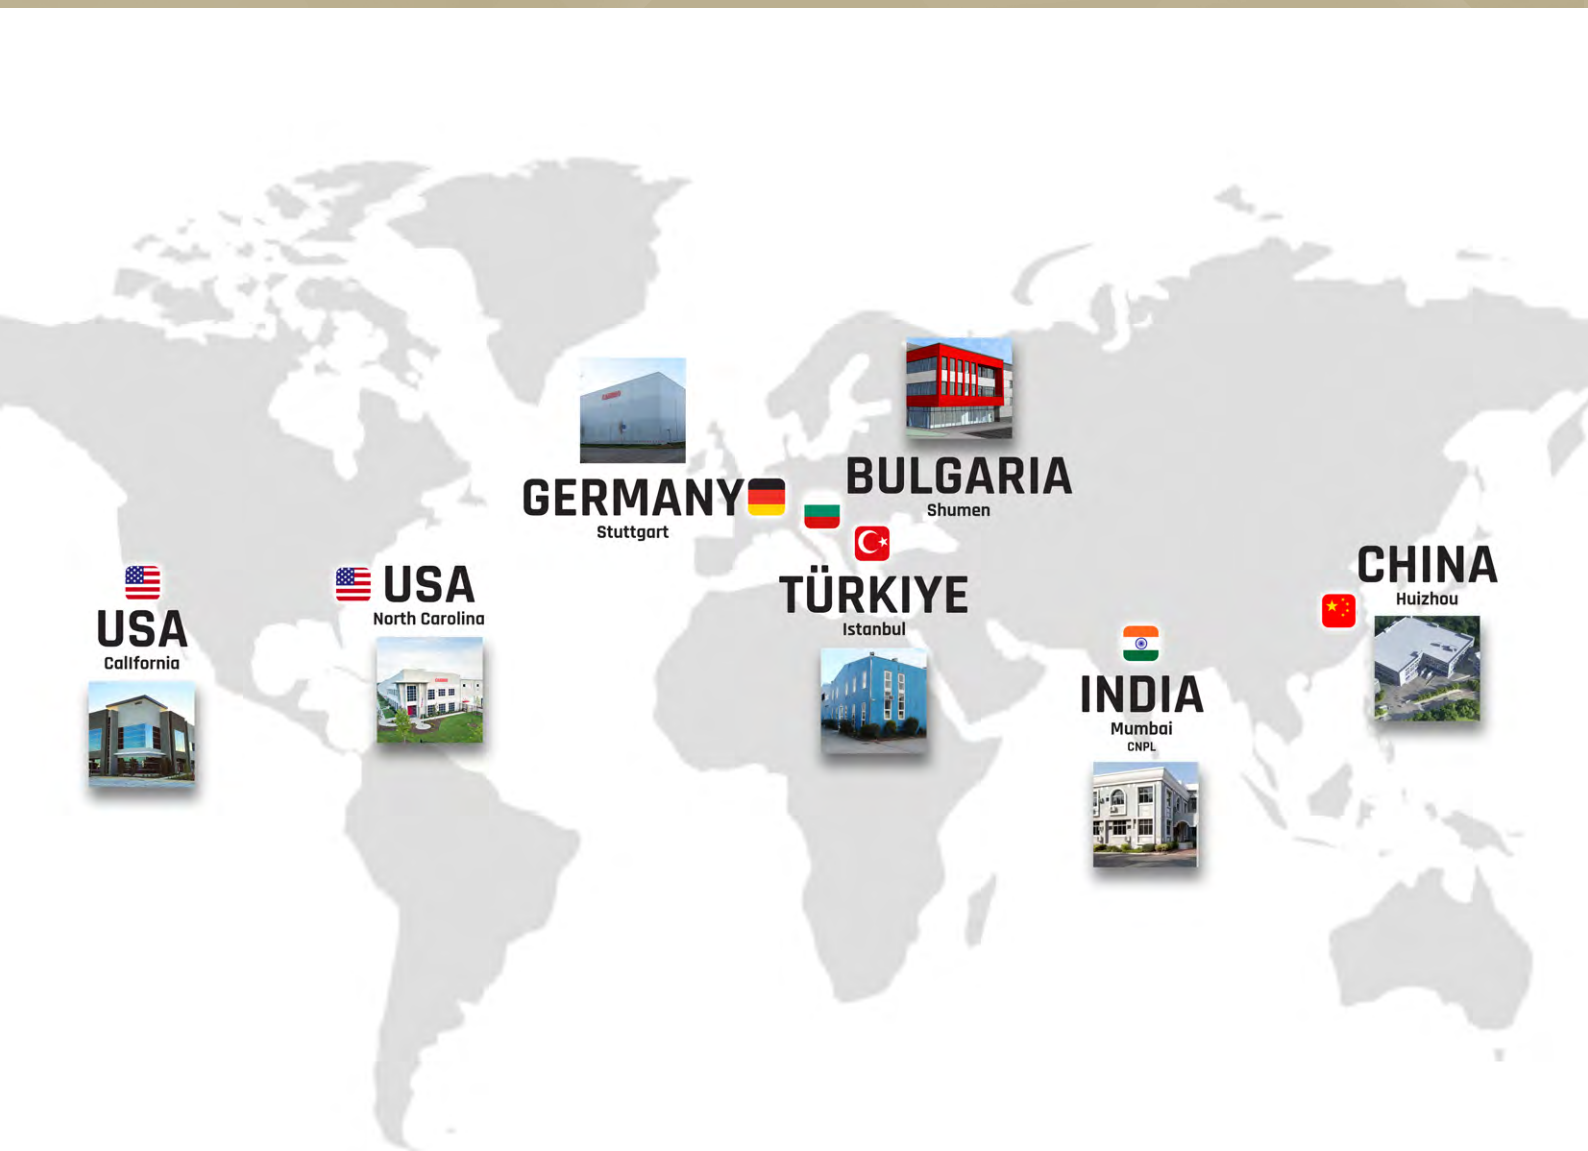 BULGARIA
Shumen
GERMANY
Stuttgart
TÜRKIYE
Istanbul
USA
CalIfornia
USA
North Carolina
CHINA
Huizhou
INDIA
Mumbai
CNPL